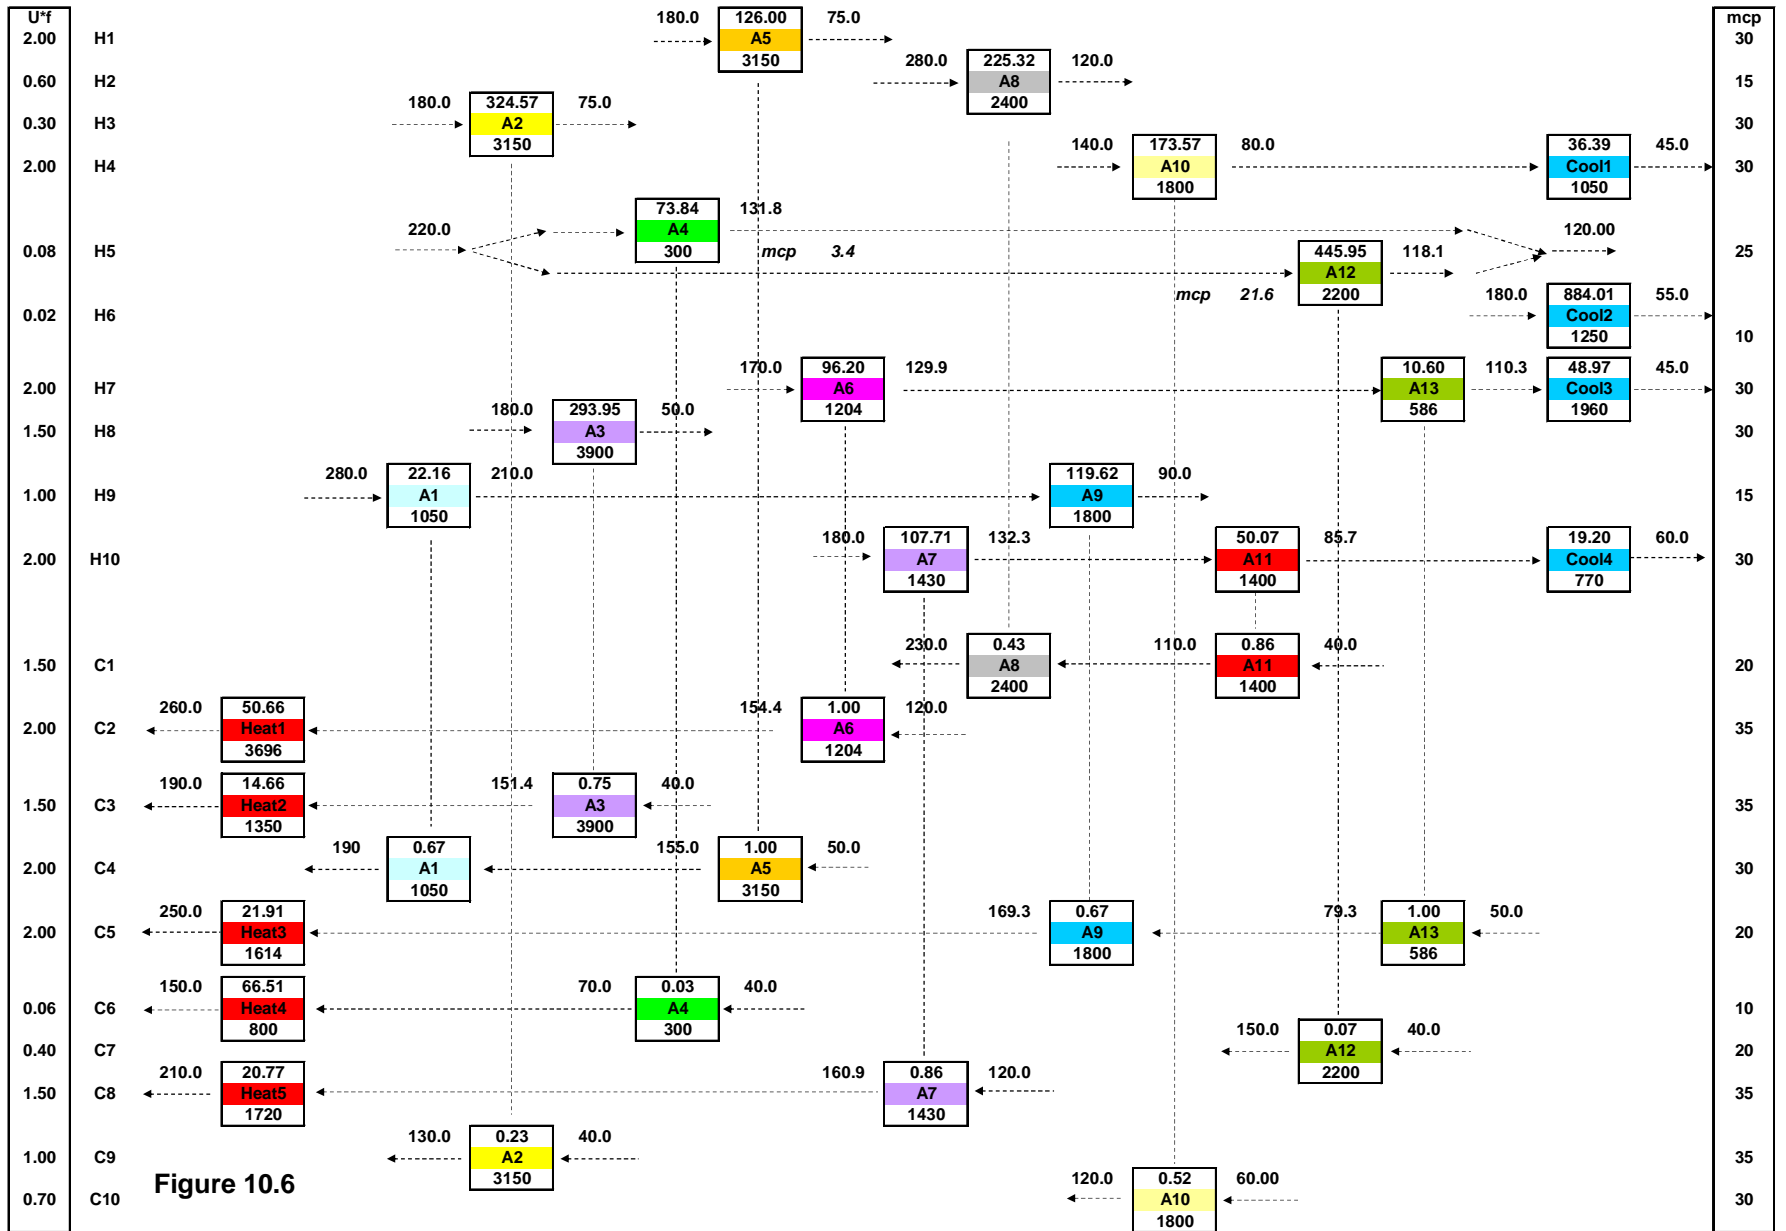 U*f 180.0 126.00 75.0 mcp
2.00 H1 A5 30
3150 280.0 225.32 120.0
0.60 H2 A8 15
180.0 324.57 75.0 2400
0.30 H3 A2 30
3150 140.0 173.57 80.0 36.39 45.0
2.00 H4 A10 Cool1 30
1800 1050
73.84 131.8
220.0 A4 120.00
0.08 H5 300 mcp 3.4 445.95 118.1 25
A12
mcp 21.6 2200 180.0 884.01 55.0
0.02 H6 Cool2
1250 10
170.0 96.20 129.9 10.60 110.3 48.97 45.0
2.00 H7 A6 A13 Cool3 30
180.0 293.95 50.0 1204 586 1960
1.50 H8 A3 30
3900
280.0 22.16 210.0 119.62 90.0
1.00 H9 A1 A9 15
1050 1800
180.0 107.71 132.3 50.07 85.7 19.20 60.0
2.00 H10 A7 A11 Cool4 30
1430 1400 770
230.0 0.43 110.0 0.86 40.0
1.50 C1 A8 A11 20
2400 1400
260.0 50.66 154.4 1.00 120.0
2.00 C2 Heat1 A6 35
3696 1204
190.0 14.66 151.4 0.75 40.0
1.50 C3 Heat2 A3 35
1350 3900
190 0.67 155.0 1.00 50.0
2.00 C4 A1 A5 30
1050 3150
250.0 21.91 169.3 0.67 79.3 1.00 50.0
2.00 C5 Heat3 A9 A13 20
1614 1800 586
150.0 66.51 70.0 0.03 40.0
0.06 C6 Heat4 A4 10
800 300 150.0 0.07 40.0
0.40 C7 A12 20
210.0 20.77 160.9 0.86 120.0 2200
1.50 C8 Heat5 A7 35
1720 1430
130.0 0.23 40.0
1.00 C9 A2 35
Figure 10.6 3150 120.0 0.52 60.00
0.70 C10 A10 30
1800